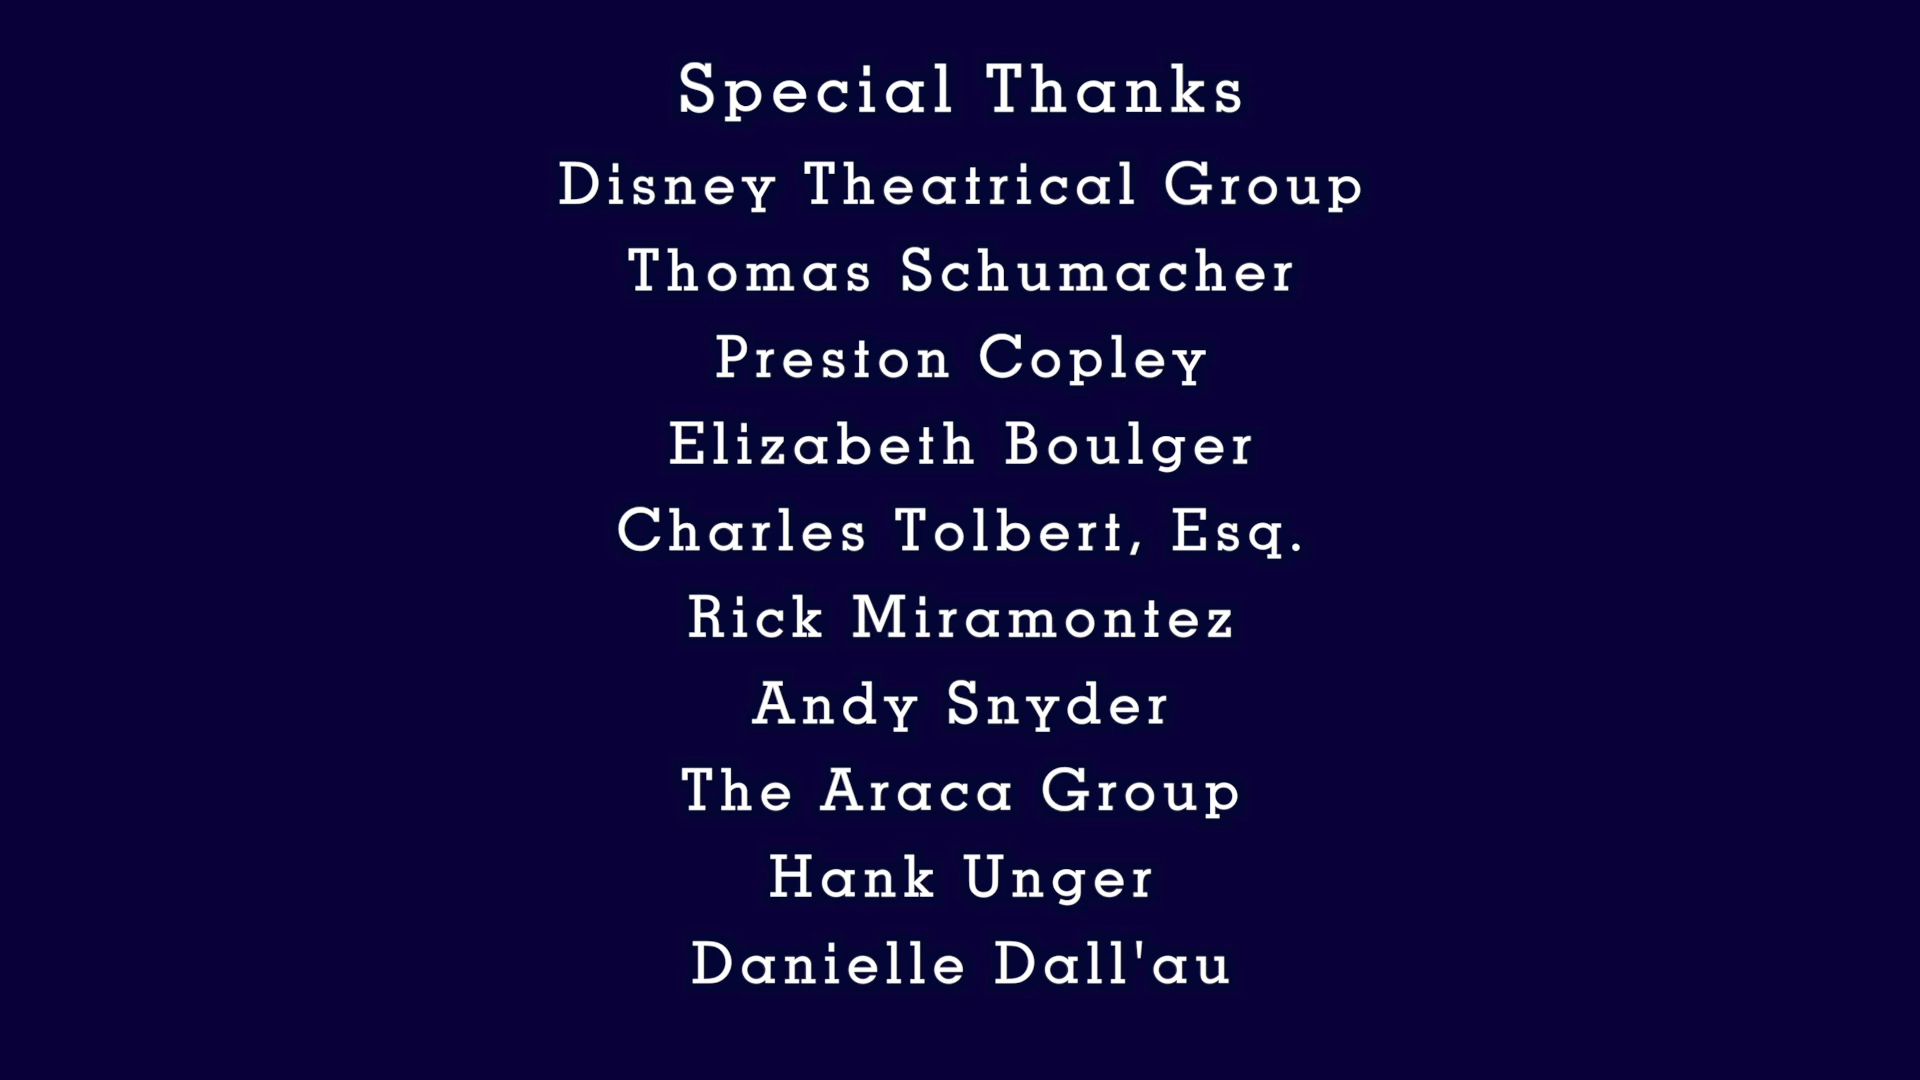 Special Thanks
Disney Theatrical Group
Thomas Schumacher
Preston Copley
Elizabeth Boulger
Charles Tolbert, Esq.
Rick Miramontez
Andy Snyder
The Araca Group
Hank Unger
Danielle Dall'au